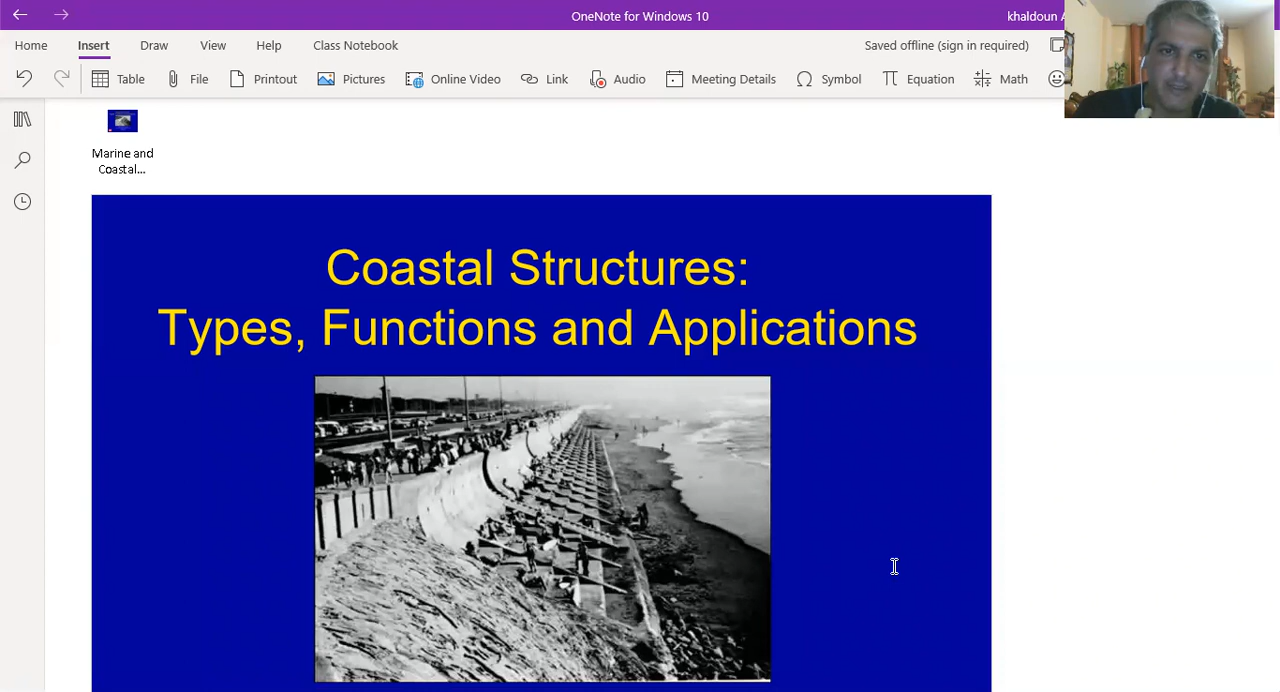 OneNote for Windows 10
khaldoun A
Home Insert Draw View Help Class Notebook
Saved offline (sign in required)
Table File Printout Pictures Online Video Link Audio Meeting Details Symbol Equation Math
Marine and
Coastal...
Coastal Structures:
Types, Functions and Applications